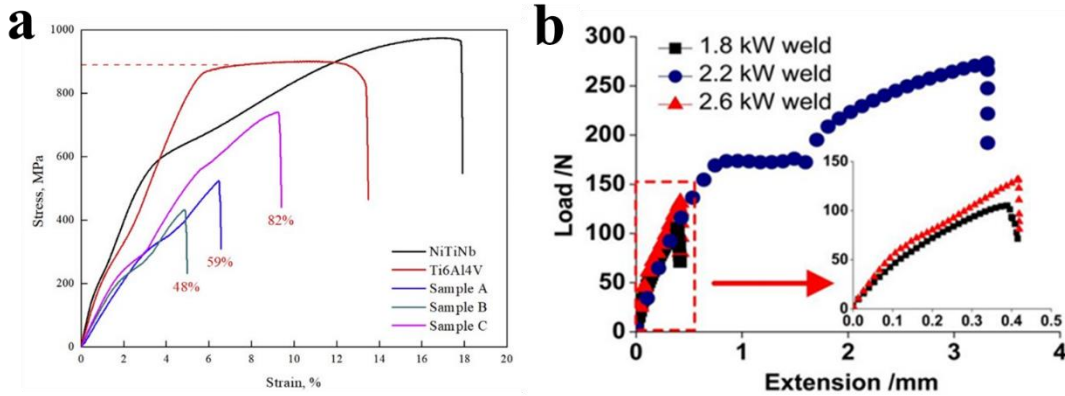 a
1000
800
600
400
200
0
Stress, MPa
0 2 4 6 8 10 12 14 16 18 20
Strain, %
48%
59%
82%
NiTiNb
Ti6Al4V
Sample A
Sample B
Sample C
b
300
250
200
150
100
50
0
Load /N
0 1 2 3 4
Extension /mm
1.8 kW weld
2.2 kW weld
2.6 kW weld
150
100
50
0
0.0 0.1 0.2 0.3 0.4 0.5